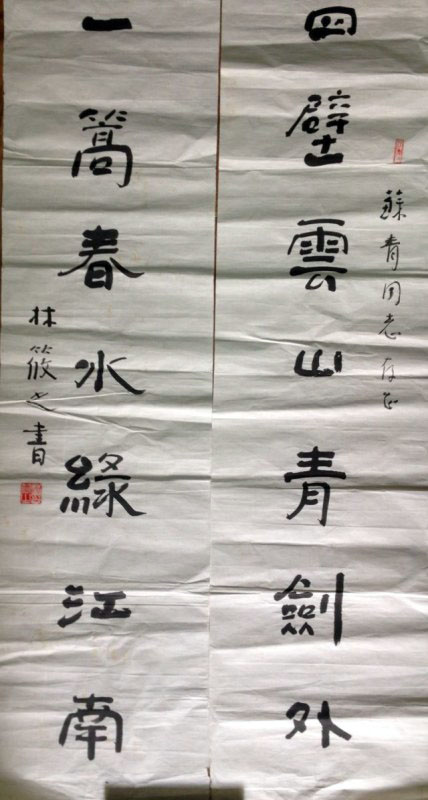 蘇青同志存正
四壁雲山青劍外
一篙春水綠江南
林筱之書